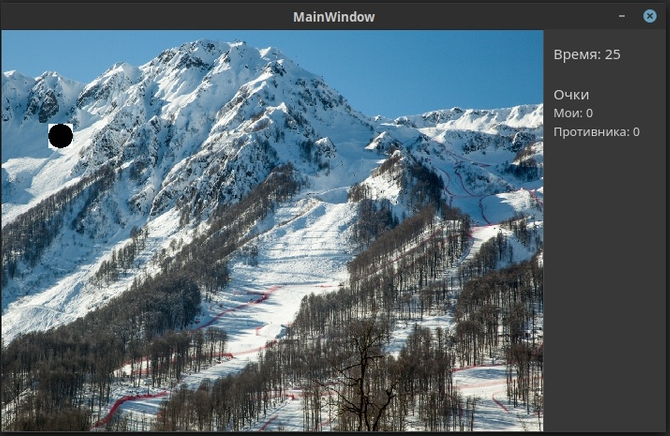 MainWindow
Время: 25
Очки
Мои: 0
Противника: 0